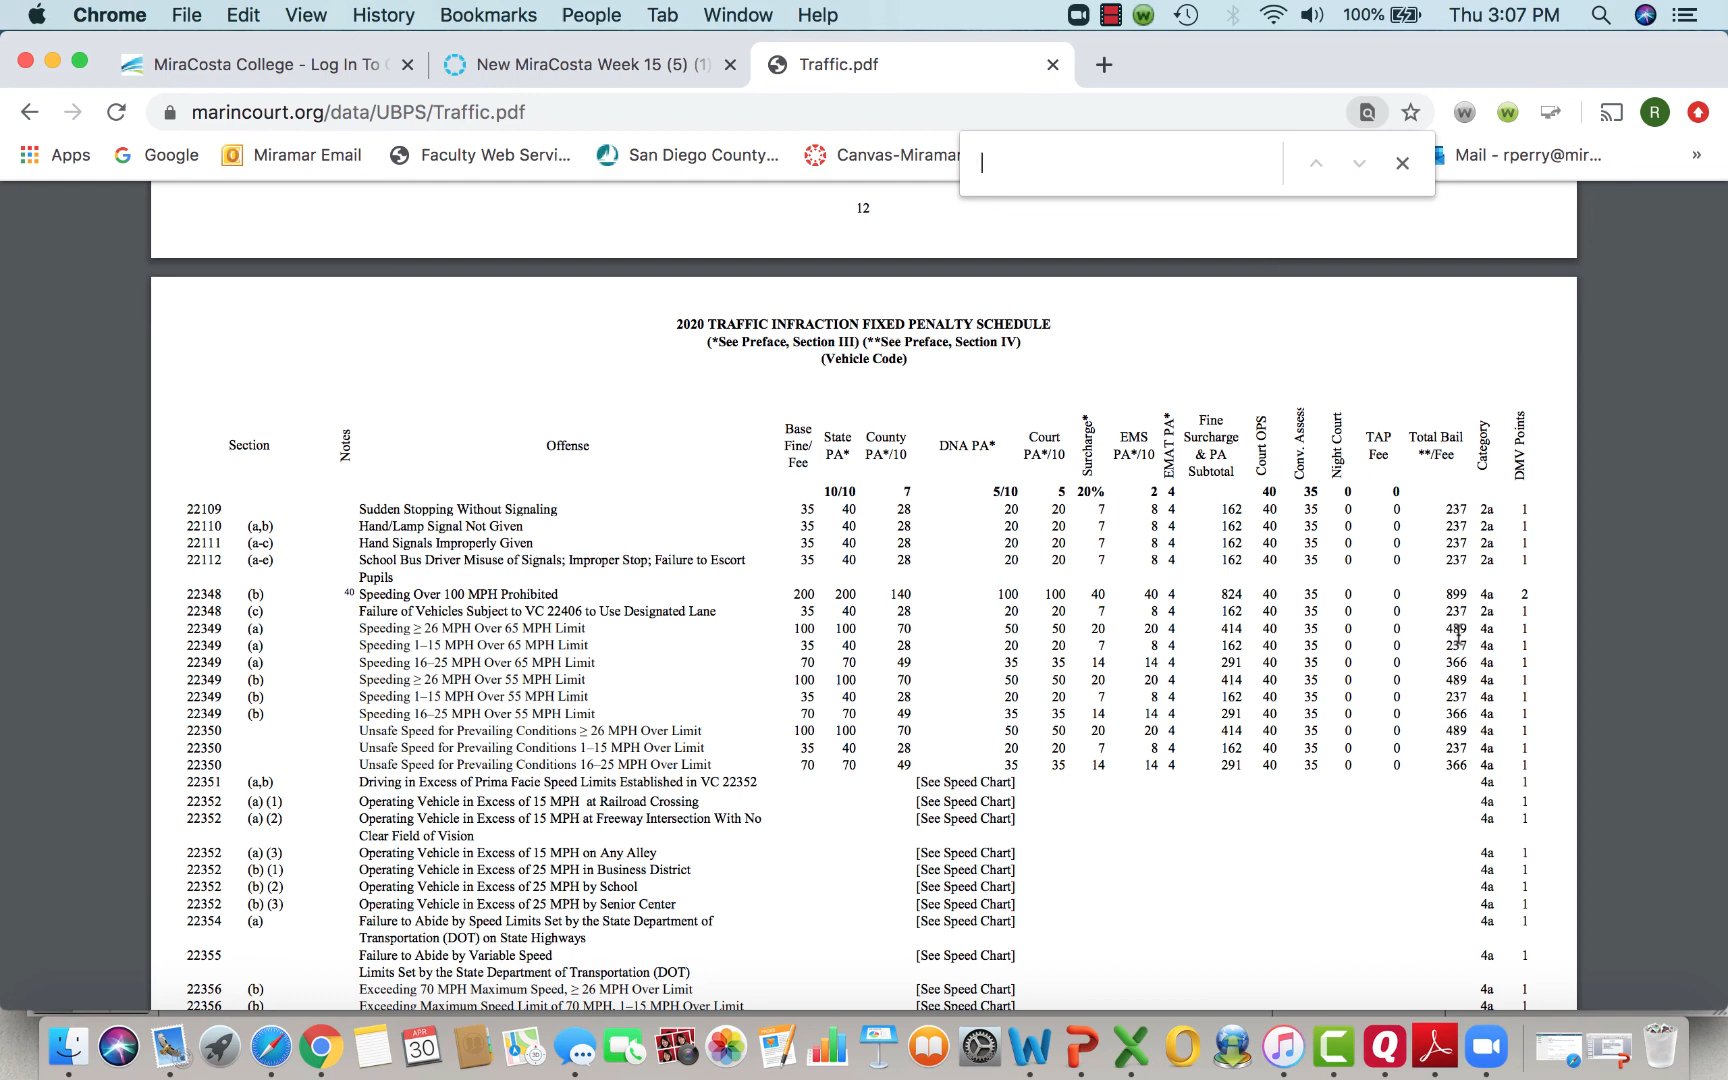 Chrome File Edit View History Bookmarks People Tab Window Help 100% Thu 3:07 PM
MiraCosta College - Log In To C New MiraCosta Week 15 (5) (1) Traffic.pdf
marincourt.org/data/UBPS/Traffic.pdf R
Apps Google Miramar Email Faculty Web Servi... San Diego County... Canvas-Miramar Mail - rperry@mir... »
12
2020 TRAFFIC INFRACTION FIXED PENALTY SCHEDULE
(*See Preface, Section III) (**See Preface, Section IV)
(Vehicle Code)
Section Notes Offense Base Fine/ Fee State PA* County PA*/10 DNA PA* Court PA*/10 Surcharge* EMS PA*/10 EMAT PA* Fine Surcharge & PA Subtotal Court OPS Conv. Assess Night Court TAP Fee Total Bail **/Fee Category DMV Points
10/10 7 5/10 5 20% 2 4 40 35 0 0
22109 Sudden Stopping Without Signaling 35 40 28 20 20 7 8 4 162 40 35 0 0 237 2a 1
22110 (a,b) Hand/Lamp Signal Not Given 35 40 28 20 20 7 8 4 162 40 35 0 0 237 2a 1
22111 (a-c) Hand Signals Improperly Given 35 40 28 20 20 7 8 4 162 40 35 0 0 237 2a 1
22112 (a-e) School Bus Driver Misuse of Signals; Improper Stop; Failure to Escort 35 40 28 20 20 7 8 4 162 40 35 0 0 237 2a 1
Pupils
22348 (b) 40 Speeding Over 100 MPH Prohibited 200 200 140 100 100 40 40 4 824 40 35 0 0 899 4a 2
22348 (c) Failure of Vehicles Subject to VC 22406 to Use Designated Lane 35 40 28 20 20 7 8 4 162 40 35 0 0 237 2a 1
22349 (a) Speeding ≥ 26 MPH Over 65 MPH Limit 100 100 70 50 50 20 20 4 414 40 35 0 0 489 4a 1
22349 (a) Speeding 1–15 MPH Over 65 MPH Limit 35 40 28 20 20 7 8 4 162 40 35 0 0 237 4a 1
22349 (a) Speeding 16–25 MPH Over 65 MPH Limit 70 70 49 35 35 14 14 4 291 40 35 0 0 366 4a 1
22349 (b) Speeding ≥ 26 MPH Over 55 MPH Limit 100 100 70 50 50 20 20 4 414 40 35 0 0 489 4a 1
22349 (b) Speeding 1–15 MPH Over 55 MPH Limit 35 40 28 20 20 7 8 4 162 40 35 0 0 237 4a 1
22349 (b) Speeding 16–25 MPH Over 55 MPH Limit 70 70 49 35 35 14 14 4 291 40 35 0 0 366 4a 1
22350 Unsafe Speed for Prevailing Conditions ≥ 26 MPH Over Limit 100 100 70 50 50 20 20 4 414 40 35 0 0 489 4a 1
22350 Unsafe Speed for Prevailing Conditions 1–15 MPH Over Limit 35 40 28 20 20 7 8 4 162 40 35 0 0 237 4a 1
22350 Unsafe Speed for Prevailing Conditions 16–25 MPH Over Limit 70 70 49 35 35 14 14 4 291 40 35 0 0 366 4a 1
22351 (a,b) Driving in Excess of Prima Facie Speed Limits Established in VC 22352 [See Speed Chart] 4a 1
22352 (a) (1) Operating Vehicle in Excess of 15 MPH at Railroad Crossing [See Speed Chart] 4a 1
22352 (a) (2) Operating Vehicle in Excess of 15 MPH at Freeway Intersection With No [See Speed Chart] 4a 1
Clear Field of Vision
22352 (a) (3) Operating Vehicle in Excess of 15 MPH on Any Alley [See Speed Chart] 4a 1
22352 (b) (1) Operating Vehicle in Excess of 25 MPH in Business District [See Speed Chart] 4a 1
22352 (b) (2) Operating Vehicle in Excess of 25 MPH by School [See Speed Chart] 4a 1
22352 (b) (3) Operating Vehicle in Excess of 25 MPH by Senior Center [See Speed Chart] 4a 1
22354 (a) Failure to Abide by Speed Limits Set by the State Department of [See Speed Chart] 4a 1
Transportation (DOT) on State Highways
22355 Failure to Abide by Variable Speed [See Speed Chart] 4a 1
Limits Set by the State Department of Transportation (DOT)
22356 (b) Exceeding 70 MPH Maximum Speed, ≥ 26 MPH Over Limit [See Speed Chart] 4a 1
22356 (b) Exceeding Maximum Speed Limit of 70 MPH, 1–15 MPH Over Limit [See Speed Chart] 4a 1
APR
30